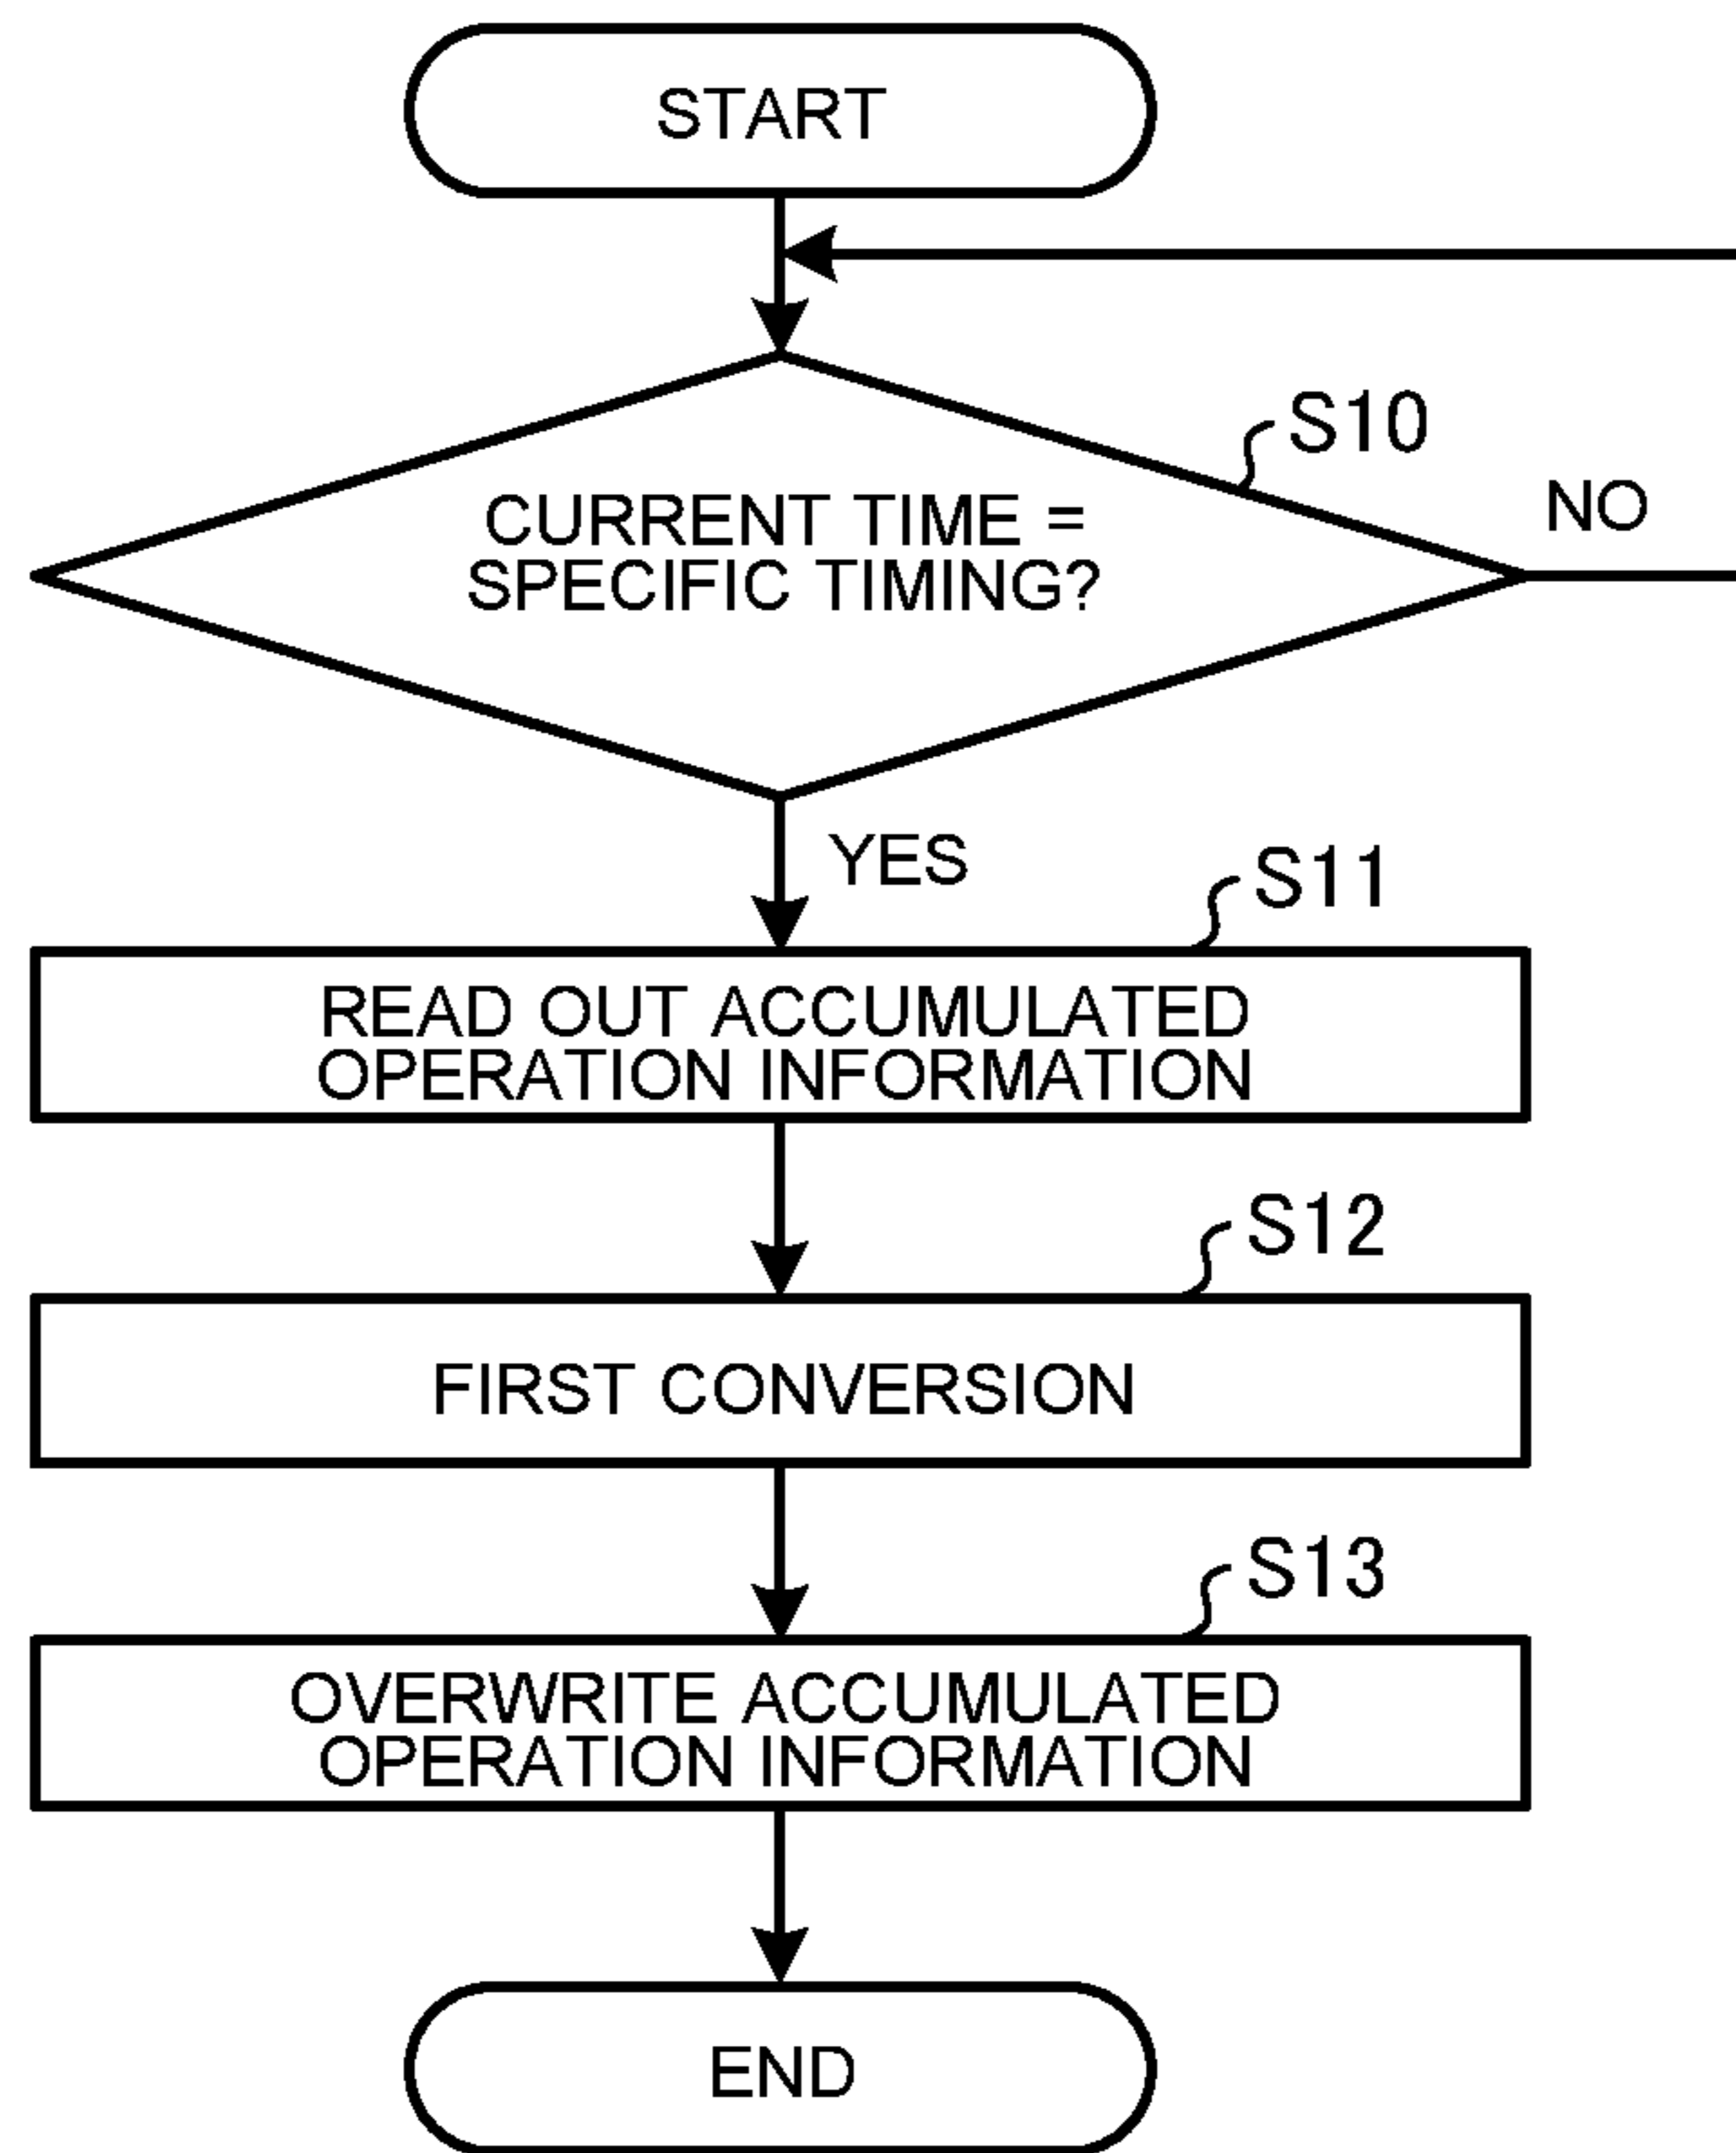 START
S10
NO
CURRENT TIME =
SPECIFIC TIMING?
YES
S11
READ OUT ACCUMULATED
OPERATION INFORMATION
S12
FIRST CONVERSION
S13
OVERWRITE ACCUMULATED
OPERATION INFORMATION
END